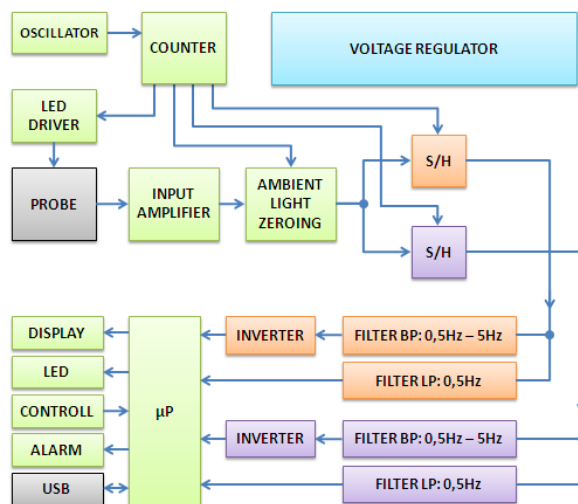 OSCILLATOR
COUNTER
VOLTAGE REGULATOR
LED
DRIVER
S/H
PROBE
INPUT
AMPLIFIER
AMBIENT
LIGHT
ZEROING
S/H
DISPLAY
INVERTER
FILTER BP: 0,5Hz – 5Hz
LED
FILTER LP: 0,5Hz
CONTROLL
µP
ALARM
INVERTER
FILTER BP: 0,5Hz – 5Hz
USB
FILTER LP: 0,5Hz